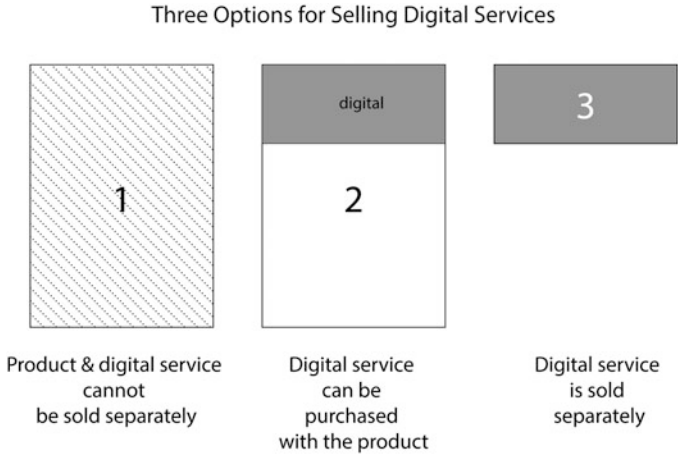 Three Options for Selling Digital Services
1
digital
2
3
Product & digital service
cannot
be sold separately
Digital service
can be
purchased
with the product
Digital service
is sold
separately